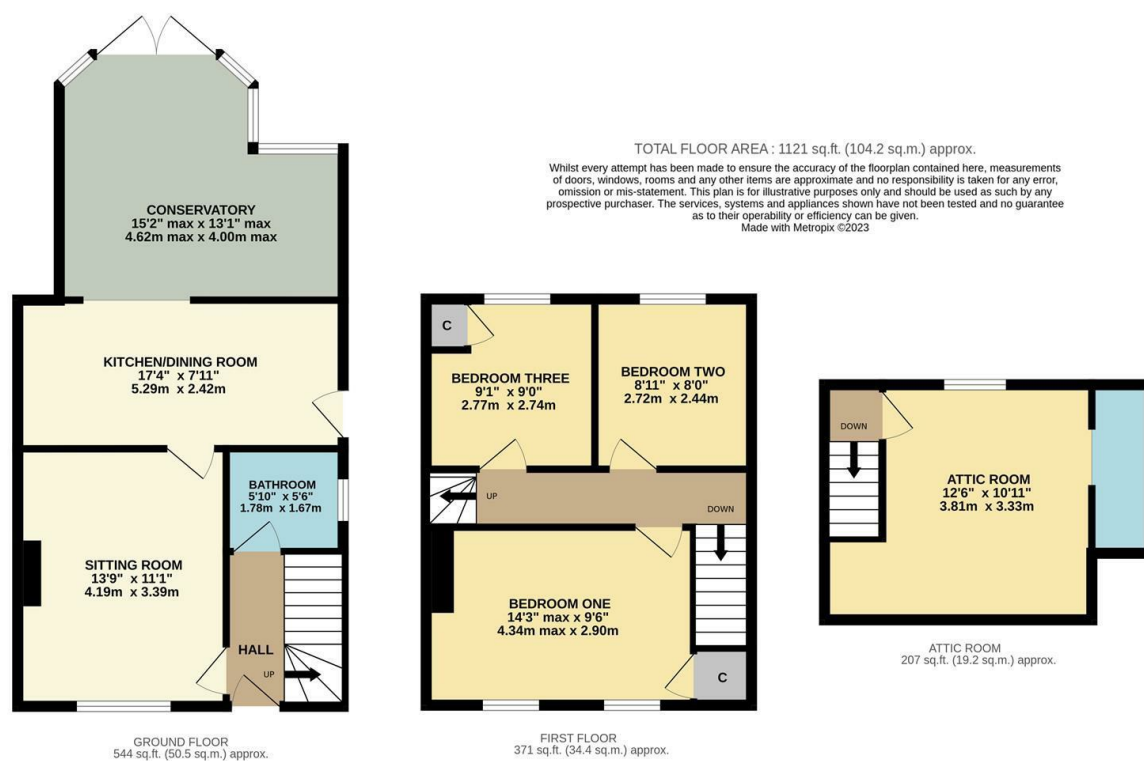 CONSERVATORY
15'2" max x 13'1" max
4.62m max x 4.00m max
KITCHEN/DINING ROOM
17'4" x 7'11"
5.29m x 2.42m
BATHROOM
5'10" x 5'6"
1.78m x 1.67m
SITTING ROOM
13'9" x 11'1"
4.19m x 3.39m
HALL
UP
GROUND FLOOR
544 sq.ft. (50.5 sq.m.) approx.
TOTAL FLOOR AREA : 1121 sq.ft. (104.2 sq.m.) approx.
Whilst every attempt has been made to ensure the accuracy of the floorplan contained here, measurements
of doors, windows, rooms and any other items are approximate and no responsibility is taken for any error,
omission or mis-statement. This plan is for illustrative purposes only and should be used as such by any
prospective purchaser. The services, systems and appliances shown have not been tested and no guarantee
as to their operability or efficiency can be given.
Made with Metropix ©2023
C
BEDROOM THREE
9'1" x 9'0"
2.77m x 2.74m
BEDROOM TWO
8'11" x 8'0"
2.72m x 2.44m
UP
DOWN
BEDROOM ONE
14'3" max x 9'6"
4.34m max x 2.90m
C
FIRST FLOOR
371 sq.ft. (34.4 sq.m.) approx.
DOWN
ATTIC ROOM
12'6" x 10'11"
3.81m x 3.33m
ATTIC ROOM
207 sq.ft. (19.2 sq.m.) approx.